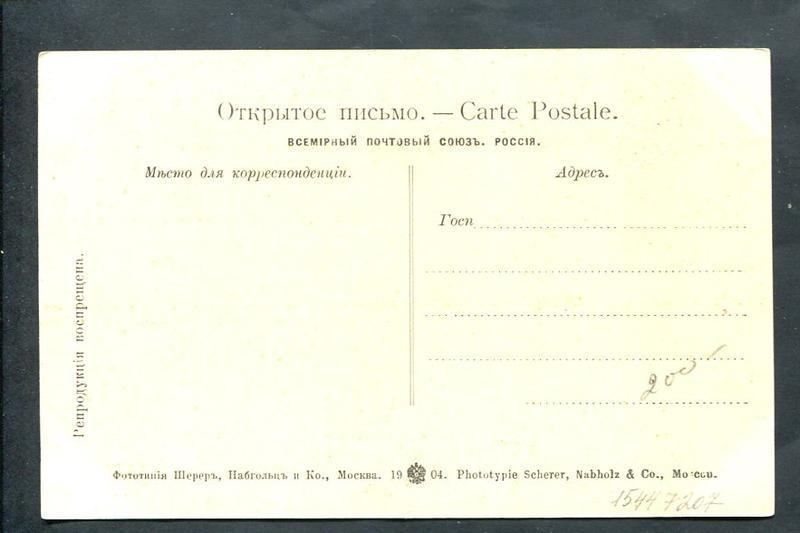 Открытое письмо. — Carte Postale.
ВСЕМІРНЫЙ ПОЧТОВЫЙ СОЮЗЪ. РОССІЯ.
Мѣсто для корреспонденціи.
Адресъ.
Госп
Репродукція воспрещена.
200
Фототипія Шереръ, Набгольцъ и Ко., Москва. 1904. Phototypie Scherer, Nabholz & Co., Moscou.
15447207